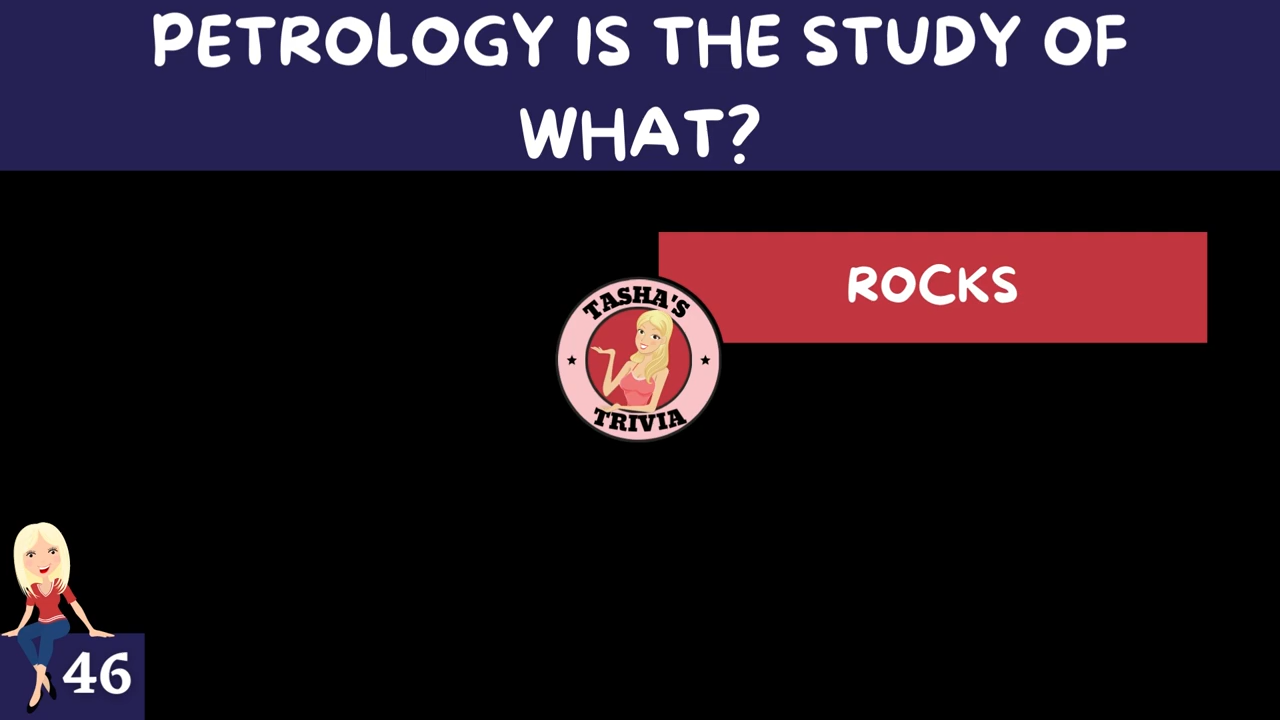 PETROLOGY IS THE STUDY OF
WHAT?
ROCKS
TASHA'S
TRIVIA
46